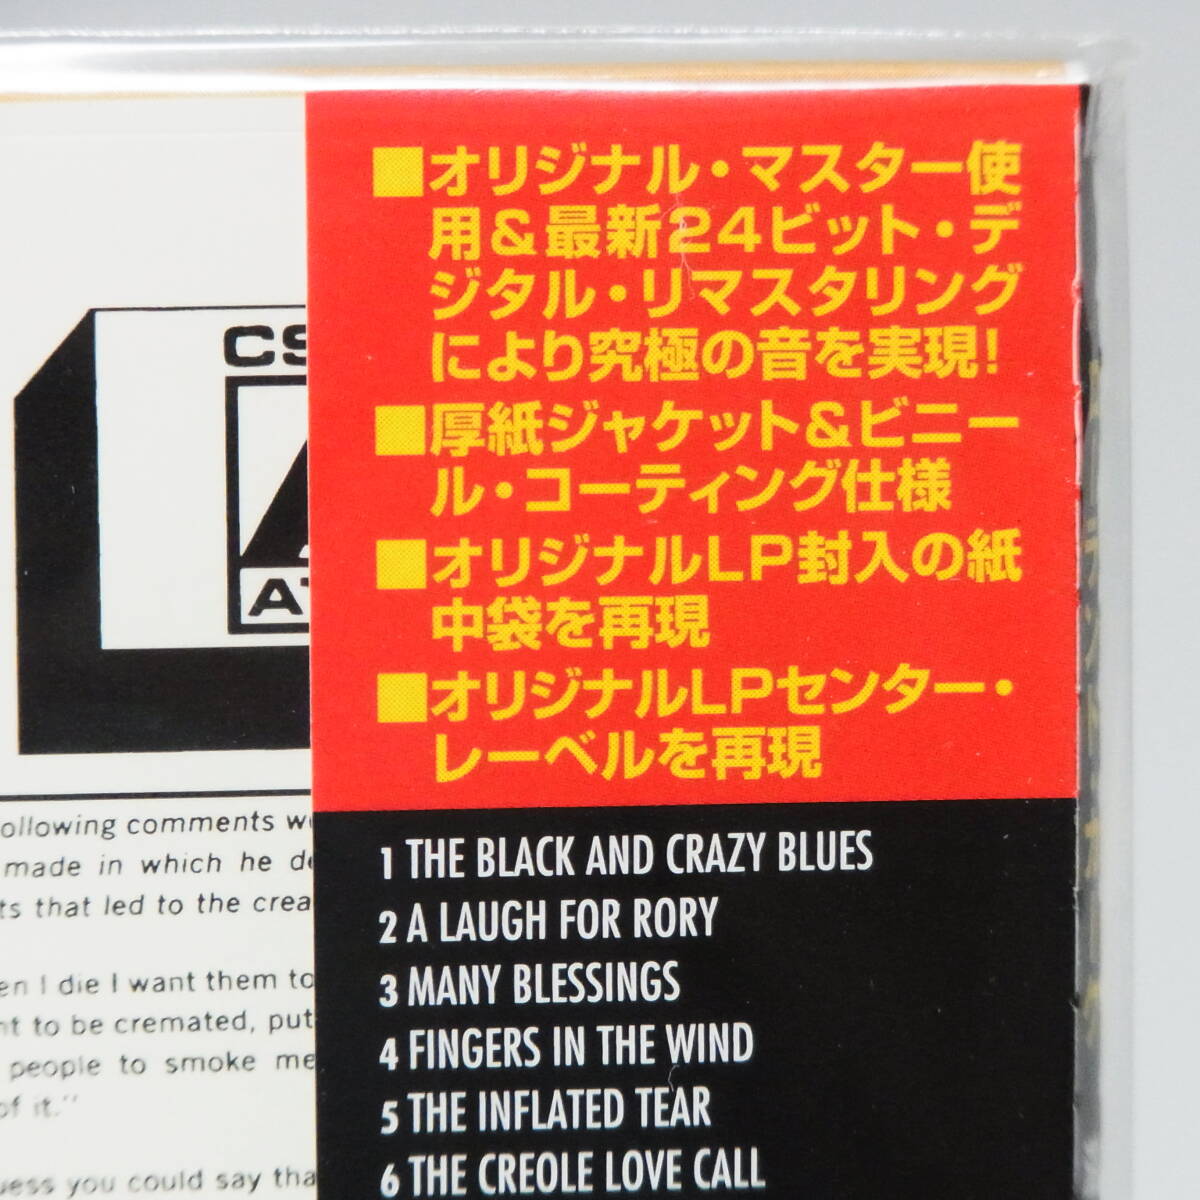 ■オリジナル・マスター使
用&最新24ビット・デ
ジタル・リマスタリング
により究極の音を実現!
■厚紙ジャケット&ビニー
ル・コーティング仕様
■オリジナルLP封入の紙
中袋を再現
■オリジナルLPセンター・
レーベルを再現
1 THE BLACK AND CRAZY BLUES
2 A LAUGH FOR RORY
3 MANY BLESSINGS
4 FINGERS IN THE WIND
5 THE INFLATED TEAR
6 THE CREOLE LOVE CALL
CS
AT
ollowing comments we
made in which he de
ts that led to the crea
en I die I want them to
nt to be cremated, put
people to smoke me
of it."
uess you could say tha